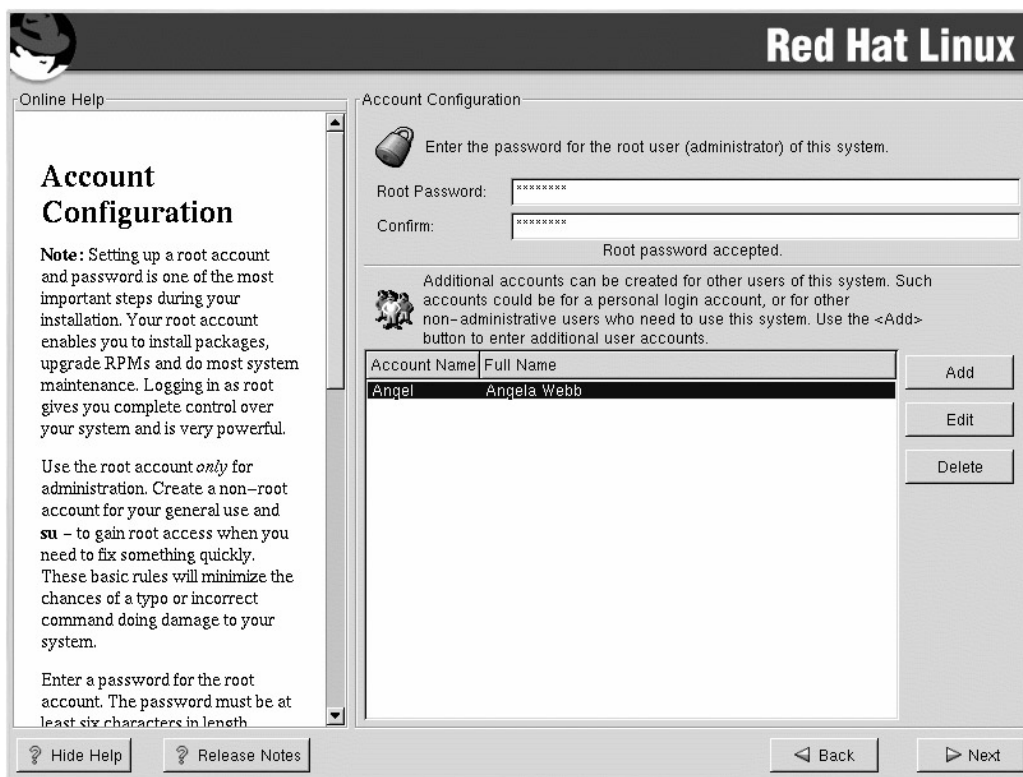 Red Hat Linux
Online Help
Account
Configuration
Note: Setting up a root account
and password is one of the most
important steps during your
installation. Your root account
enables you to install packages,
upgrade RPMs and do most system
maintenance. Logging in as root
gives you complete control over
your system and is very powerful.
Use the root account only for
administration. Create a non-root
account for your general use and
su - to gain root access when you
need to fix something quickly.
These basic rules will minimize the
chances of a typo or incorrect
command doing damage to your
system.
Enter a password for the root
account. The password must be at
least six characters in length.
Account Configuration
Enter the password for the root user (administrator) of this system.
Root Password: ********
Confirm: ********
Root password accepted.
Additional accounts can be created for other users of this system. Such
accounts could be for a personal login account, or for other
non-administrative users who need to use this system. Use the <Add>
button to enter additional user accounts.
Account Name Full Name
Angel Angela Webb
Add
Edit
Delete
Hide Help
Release Notes
Back
Next